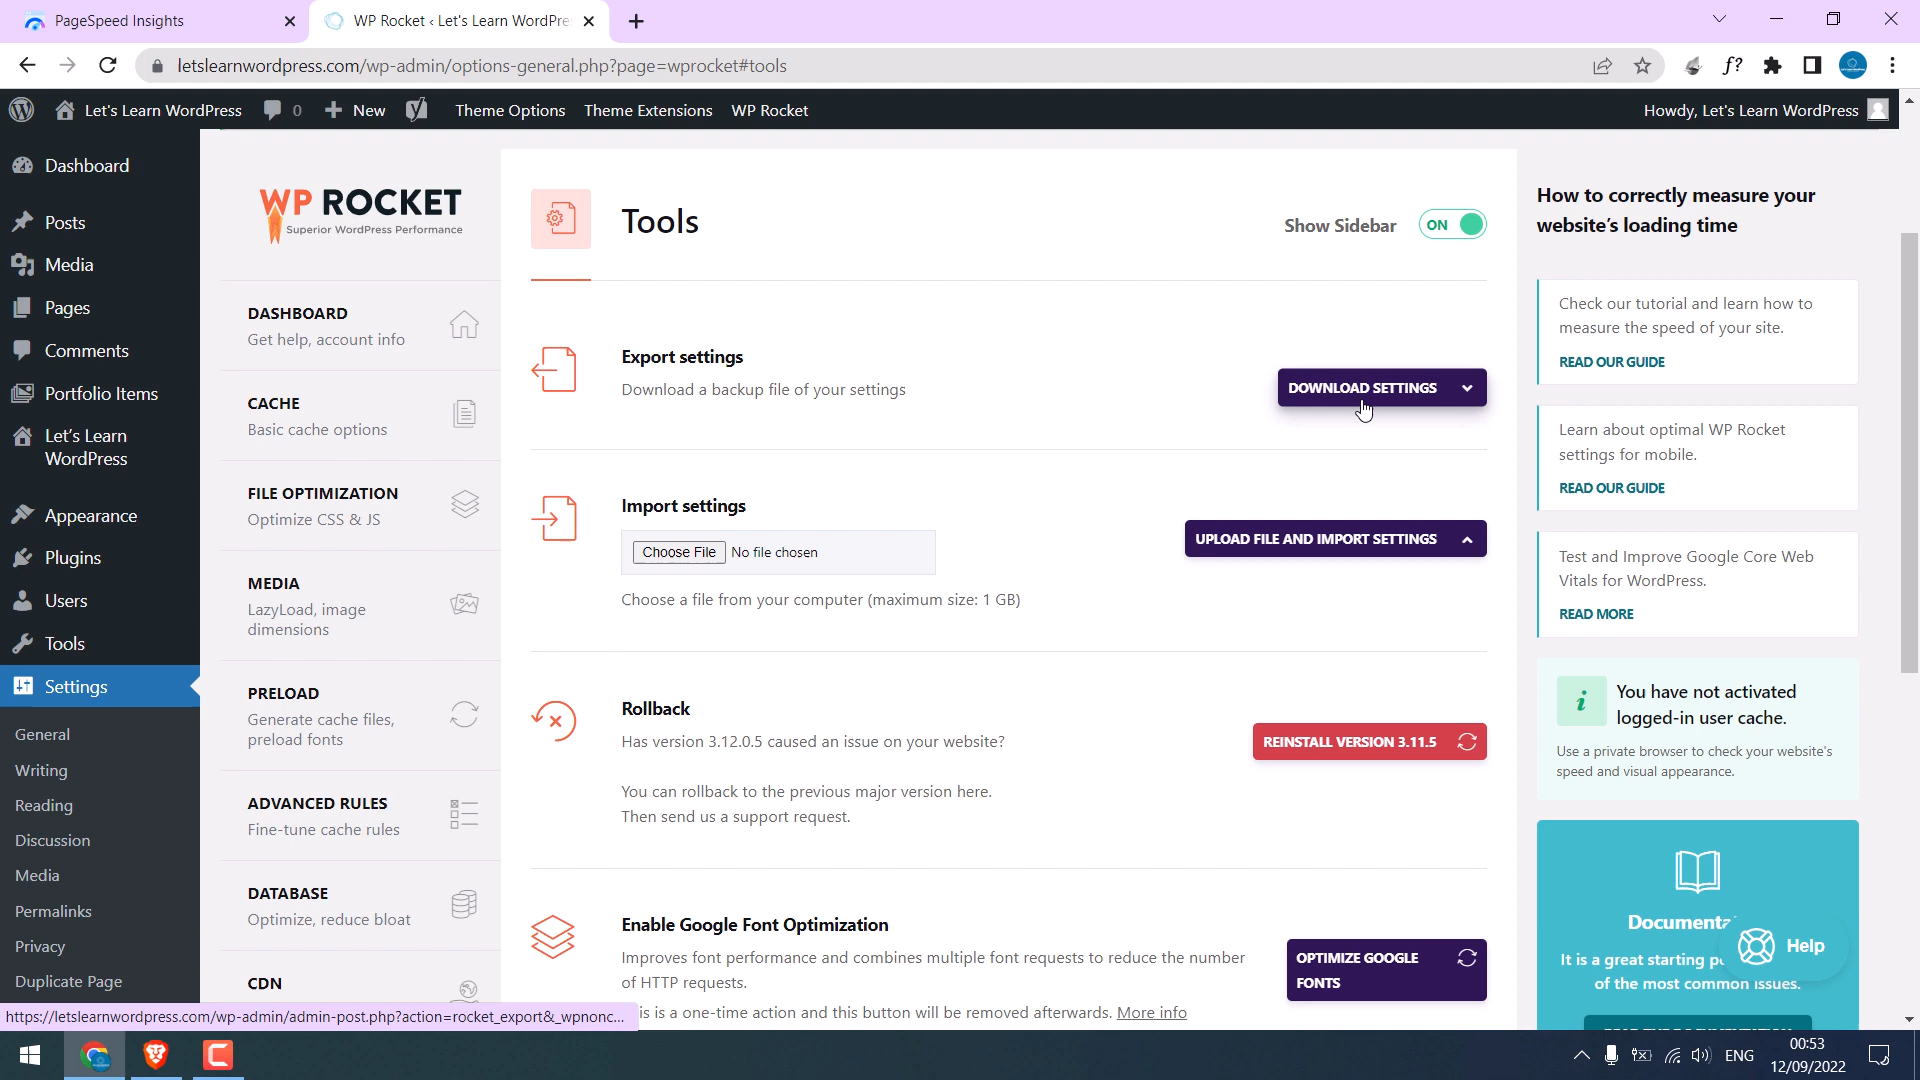 PageSpeed Insights
WP Rocket ‹ Let's Learn WordPre
letslearnwordpress.com/wp-admin/options-general.php?page=wprocket#tools
f?
Let's Learn WordPress
0
New
Theme Options
Theme Extensions
WP Rocket
Howdy, Let's Learn WordPress
Dashboard
Posts
Media
Pages
Comments
Portfolio Items
Let's Learn
WordPress
Appearance
Plugins
Users
Tools
Settings
General
Writing
Reading
Discussion
Media
Permalinks
Privacy
Duplicate Page
WP ROCKET
Superior WordPress Performance
DASHBOARD
Get help, account info
CACHE
Basic cache options
FILE OPTIMIZATION
Optimize CSS & JS
MEDIA
LazyLoad, image
dimensions
PRELOAD
Generate cache files,
preload fonts
ADVANCED RULES
Fine-tune cache rules
DATABASE
Optimize, reduce bloat
CDN
Tools
Show Sidebar
ON
Export settings
Download a backup file of your settings
DOWNLOAD SETTINGS
Import settings
Choose File No file chosen
UPLOAD FILE AND IMPORT SETTINGS
Choose a file from your computer (maximum size: 1 GB)
Rollback
Has version 3.12.0.5 caused an issue on your website?
REINSTALL VERSION 3.11.5
You can rollback to the previous major version here.
Then send us a support request.
Enable Google Font Optimization
Improves font performance and combines multiple font requests to reduce the number
of HTTP requests.
is is a one-time action and this button will be removed afterwards. More info
OPTIMIZE GOOGLE
FONTS
How to correctly measure your
website's loading time
Check our tutorial and learn how to
measure the speed of your site.
READ OUR GUIDE
Learn about optimal WP Rocket
settings for mobile.
READ OUR GUIDE
Test and Improve Google Core Web
Vitals for WordPress.
READ MORE
You have not activated
logged-in user cache.
Use a private browser to check your website's
speed and visual appearance.
Documenta
It is a great starting p
of the most common issues.
Help
https://letslearnwordpress.com/wp-admin/admin-post.php?action=rocket_export&_wpnonc...
ENG
00:53
12/09/2022